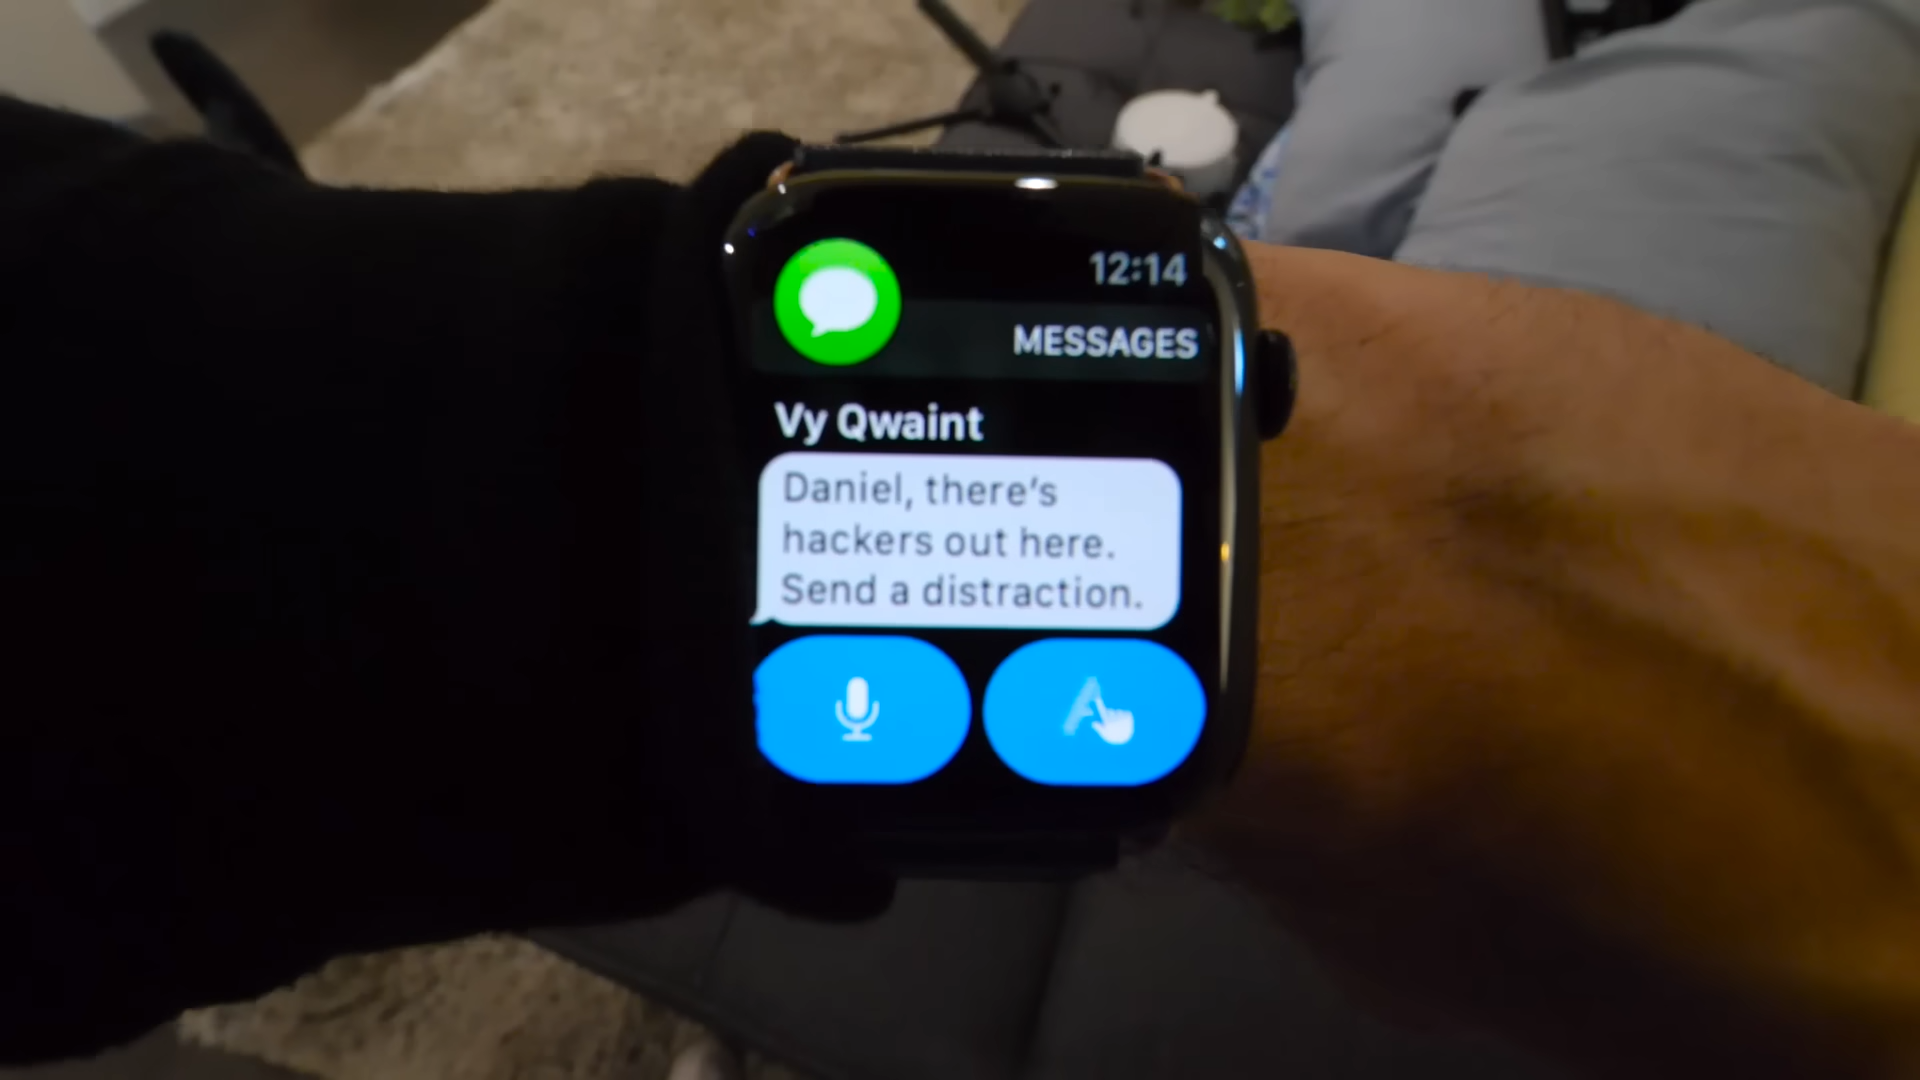 12:14
MESSAGES
Vy Qwaint
Daniel, there's
hackers out here.
Send a distraction.